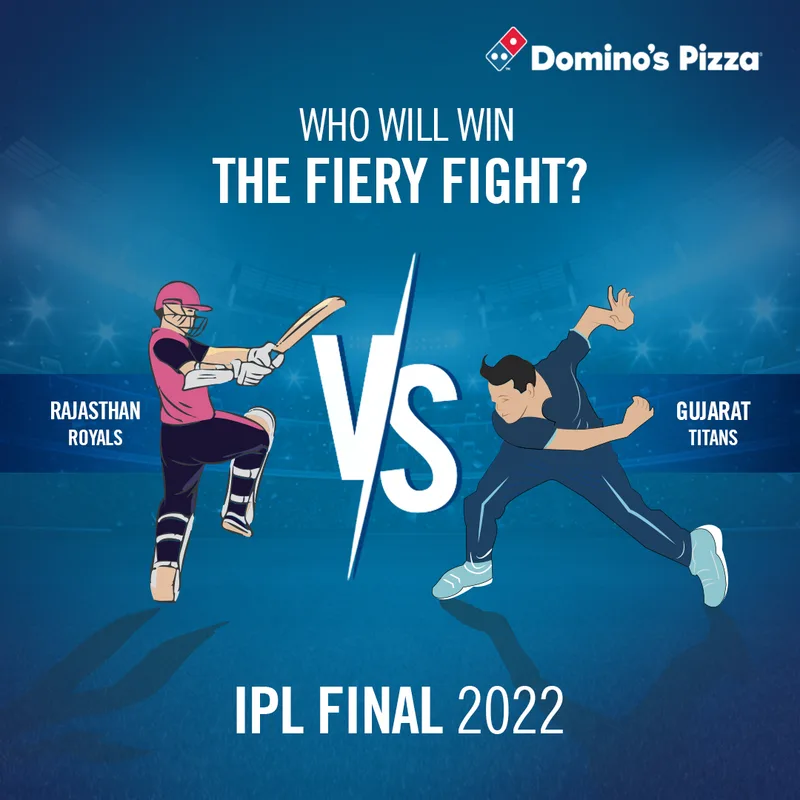 Domino's Pizza
WHO WILL WIN
THE FIERY FIGHT?
VS
RAJASTHAN
ROYALS
GUJARAT
TITANS
IPL FINAL 2022